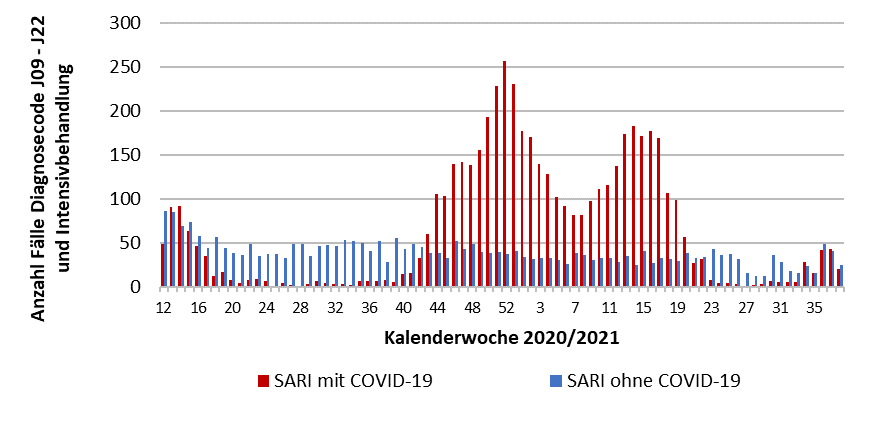 Anzahl Fälle Diagnosecode J09 - J22
und Intensivbehandlung
300
250
200
150
100
50
0
12 16 20 24 28 32 36 40 44 48 52 3 7 11 15 19 23 27 31 35
Kalenderwoche 2020/2021
SARI mit COVID-19 SARI ohne COVID-19